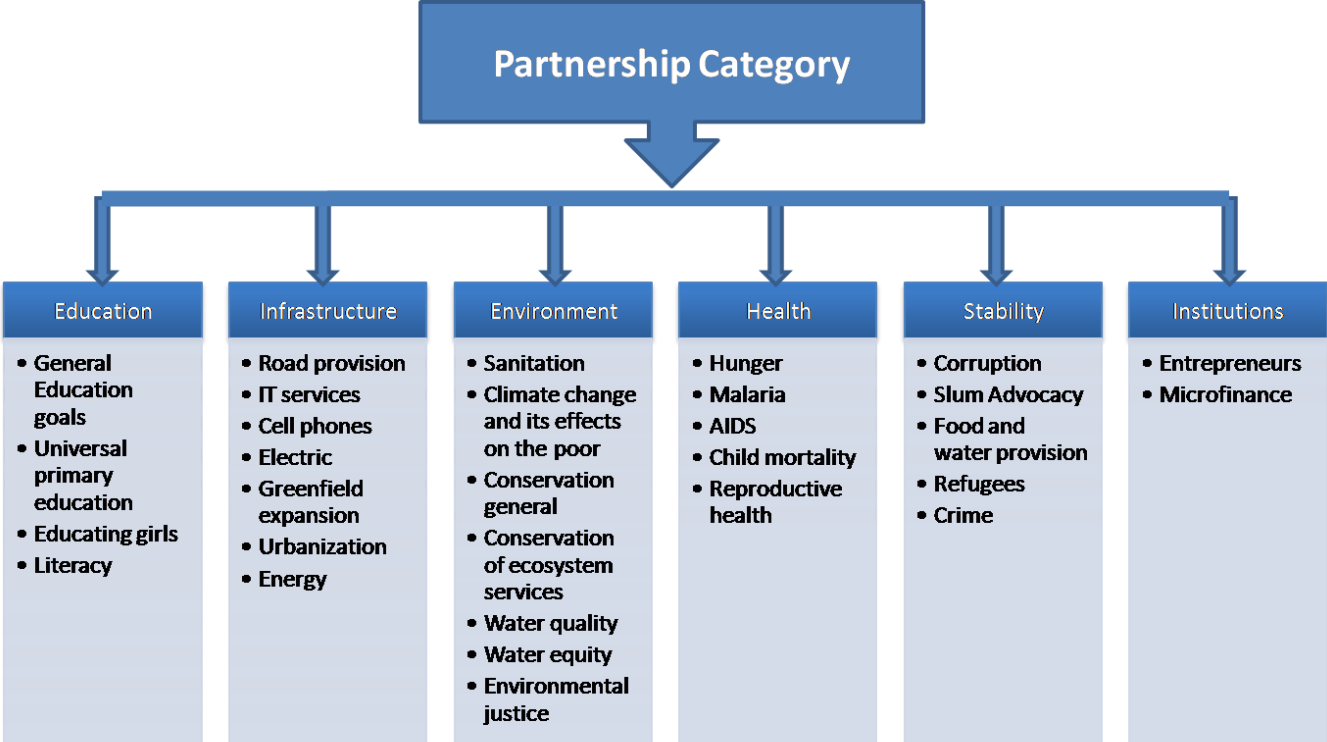 Partnership Category
Education
• General
Education
goals
• Universal
primary
education
• Educating girls
• Literacy
Infrastructure
• Road provision
• IT services
• Cell phones
• Electric
• Greenfield
expansion
• Urbanization
• Energy
Environment
• Sanitation
• Climate change
and its effects
on the poor
• Conservation
general
• Conservation
of ecosystem
services
• Water quality
• Water equity
• Environmental
justice
Health
• Hunger
• Malaria
• AIDS
• Child mortality
• Reproductive
health
Stability
• Corruption
• Slum Advocacy
• Food and
water provision
• Refugees
• Crime
Institutions
• Entrepreneurs
• Microfinance